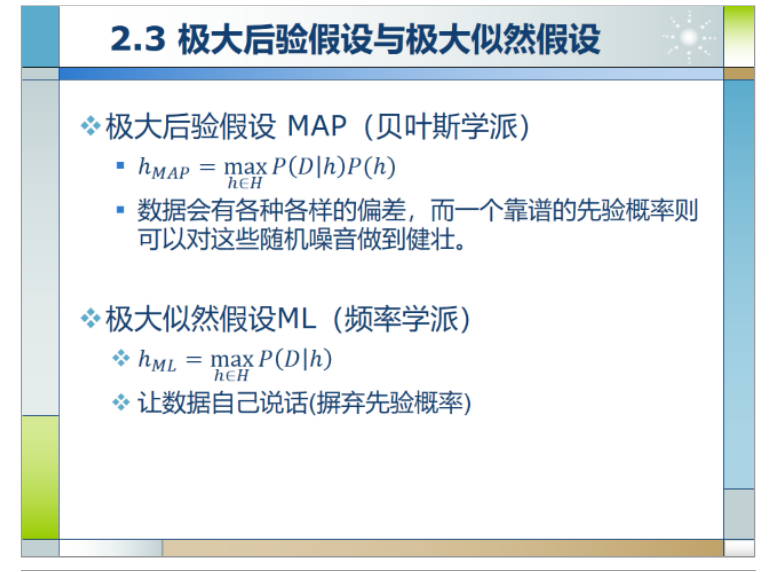 2.3 极大后验假设与极大似然假设
❖极大后验假设 MAP（贝叶斯学派）
▪ h_{MAP} = max_{h∈H} P(D|h)P(h)
▪ 数据会有各种各样的偏差，而一个靠谱的先验概率则
可以对这些随机噪音做到健壮。
❖极大似然假设ML（频率学派）
❖ h_{ML} = max_{h∈H} P(D|h)
❖ 让数据自己说话(摒弃先验概率)